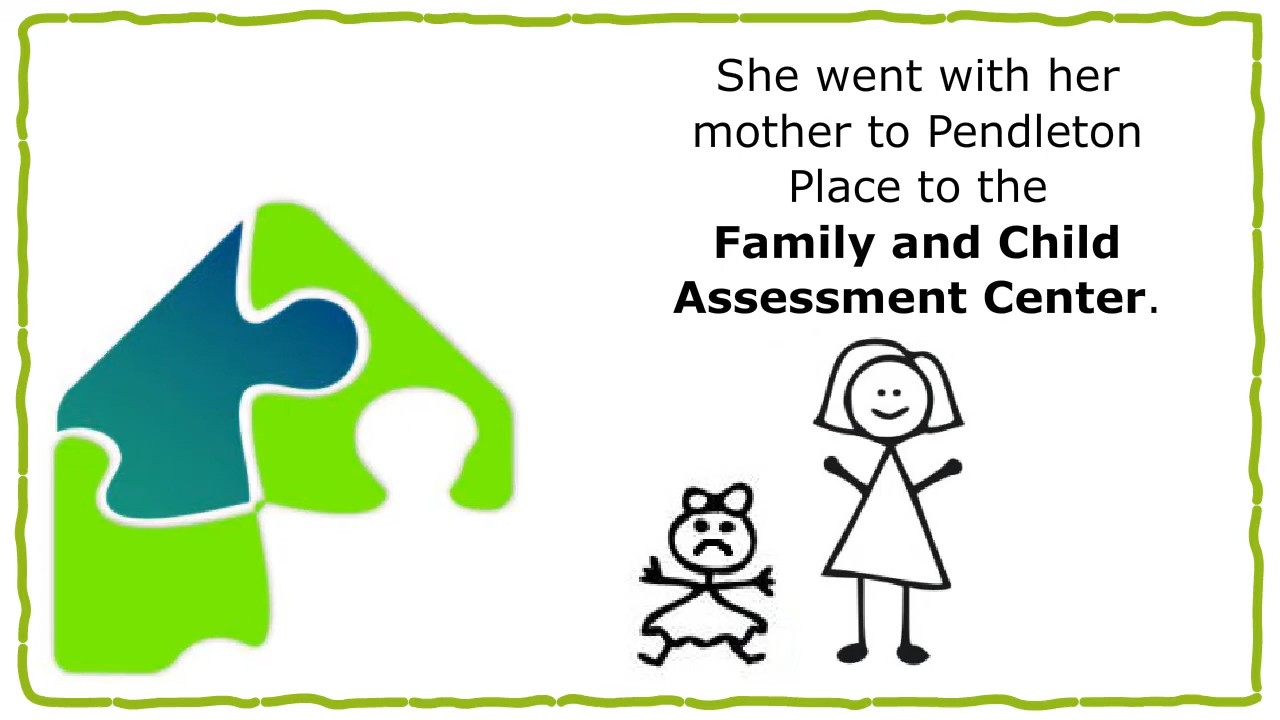 She went with her
mother to Pendleton
Place to the
Family and Child
Assessment Center.